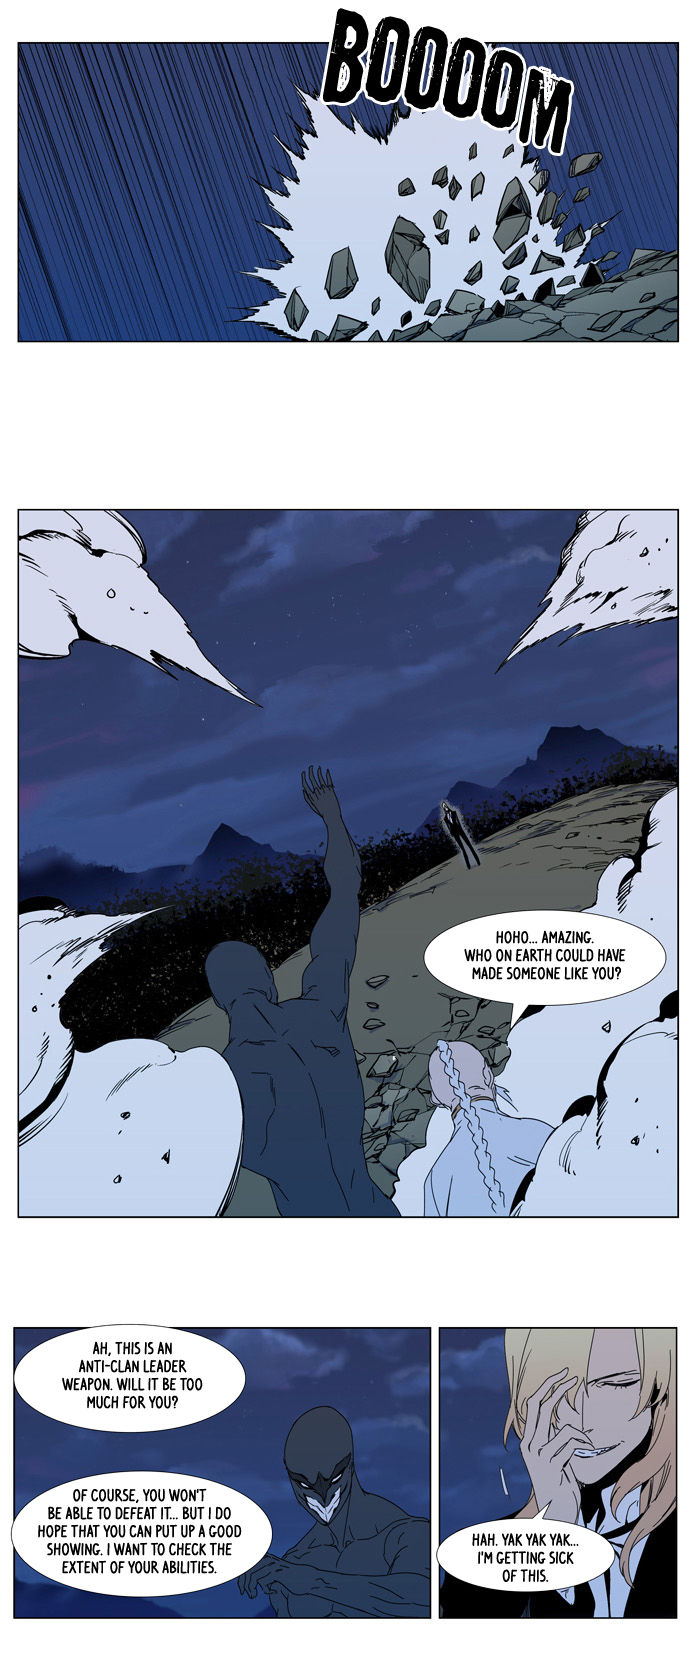 BOOOOM
HOHO... AMAZING.
WHO ON EARTH COULD HAVE
MADE SOMEONE LIKE YOU?
AH, THIS IS AN
ANTI-CLAN LEADER
WEAPON. WILL IT BE TOO
MUCH FOR YOU?
OF COURSE, YOU WON'T
BE ABLE TO DEFEAT IT... BUT I DO
HOPE THAT YOU CAN PUT UP A GOOD
SHOWING. I WANT TO CHECK THE
EXTENT OF YOUR ABILITIES.
HAH. YAK YAK YAK...
I'M GETTING SICK
OF THIS.